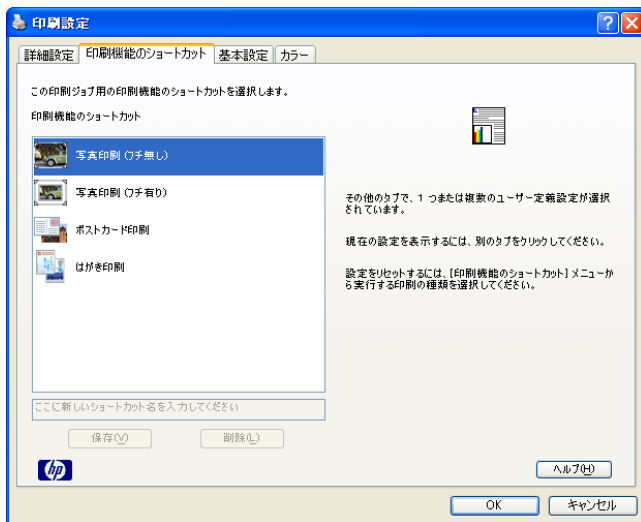 印刷設定
詳細設定 印刷機能のショートカット 基本設定 カラー
この印刷ジョブ用の印刷機能のショートカットを選択します。
印刷機能のショートカット
写真印刷 (フチ無し)
写真印刷 (フチ有り)
ポストカード印刷
はがき印刷
その他のタブで、1 つまたは複数のユーザー定義設定が選択
されています。
現在の設定を表示するには、別のタブをクリックしてください。
設定をリセットするには、[印刷機能のショートカット] メニューか
ら実行する印刷の種類を選択してください。
ここに新しいショートカット名を入力してください
保存(V) 削除(L)
hp
ヘルプ(H)
OK キャンセル